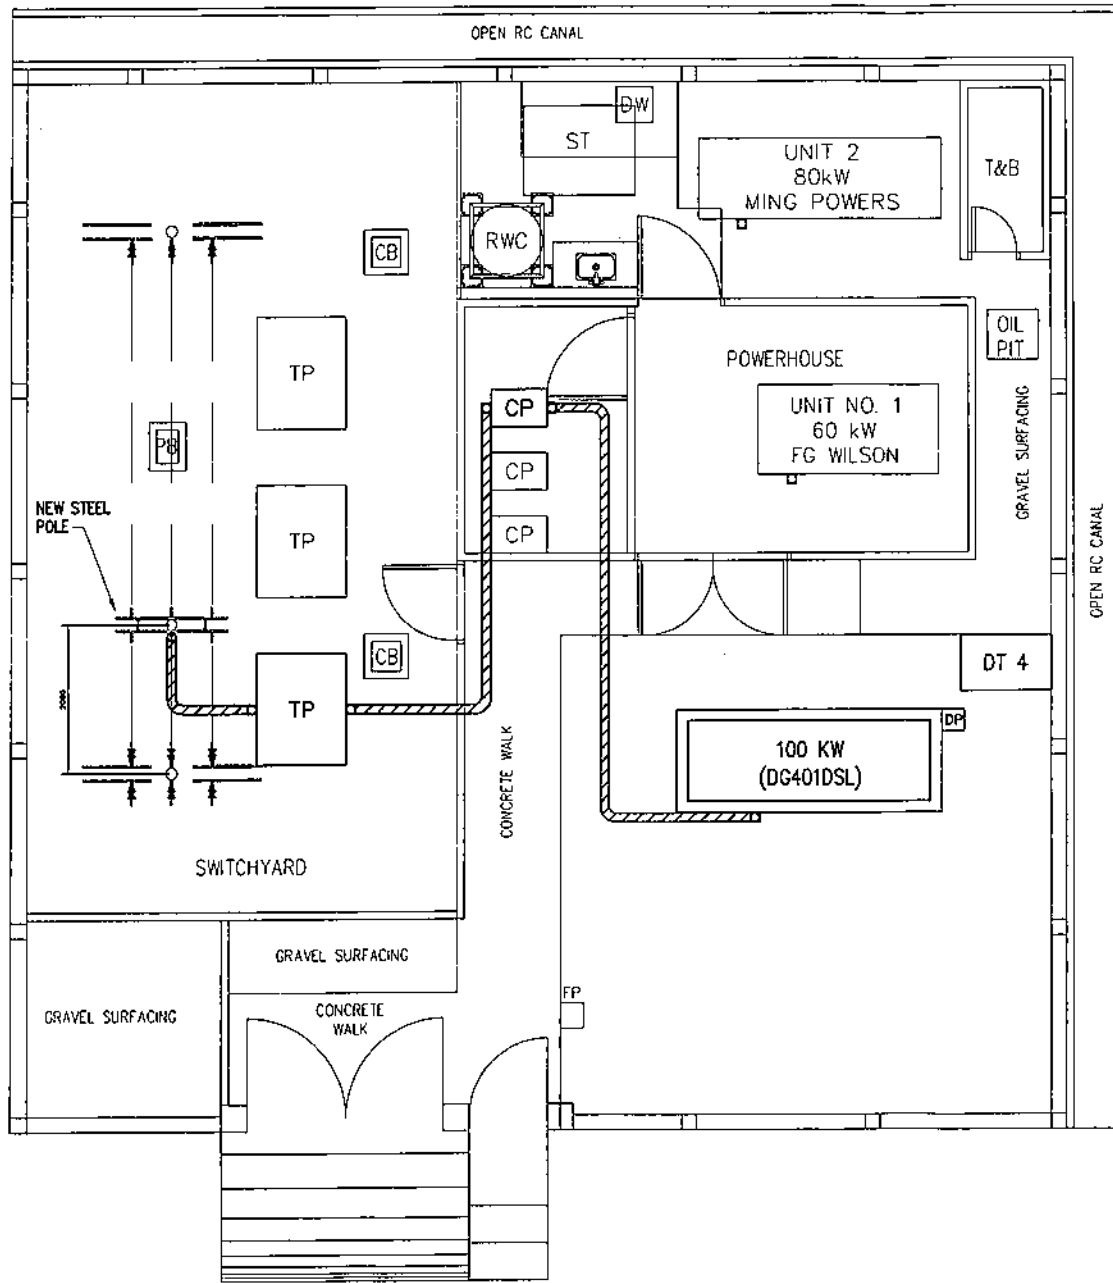 OPEN RC CANAL
DW
ST
UNIT 2
80kW
MING POWERS
T&B
RWC
CB
OIL
PIT
POWERHOUSE
TP
CP
UNIT NO. 1
60 kW
FG WILSON
GRAVEL SURFACING
PB
CP
NEW STEEL
POLE
TP
CP
OPEN RC CANAL
CB
DT 4
TP
DP
100 KW
(DG401DSL)
CONCRETE WALK
SWITCHYARD
GRAVEL SURFACING
FP
GRAVEL SURFACING
CONCRETE
WALK